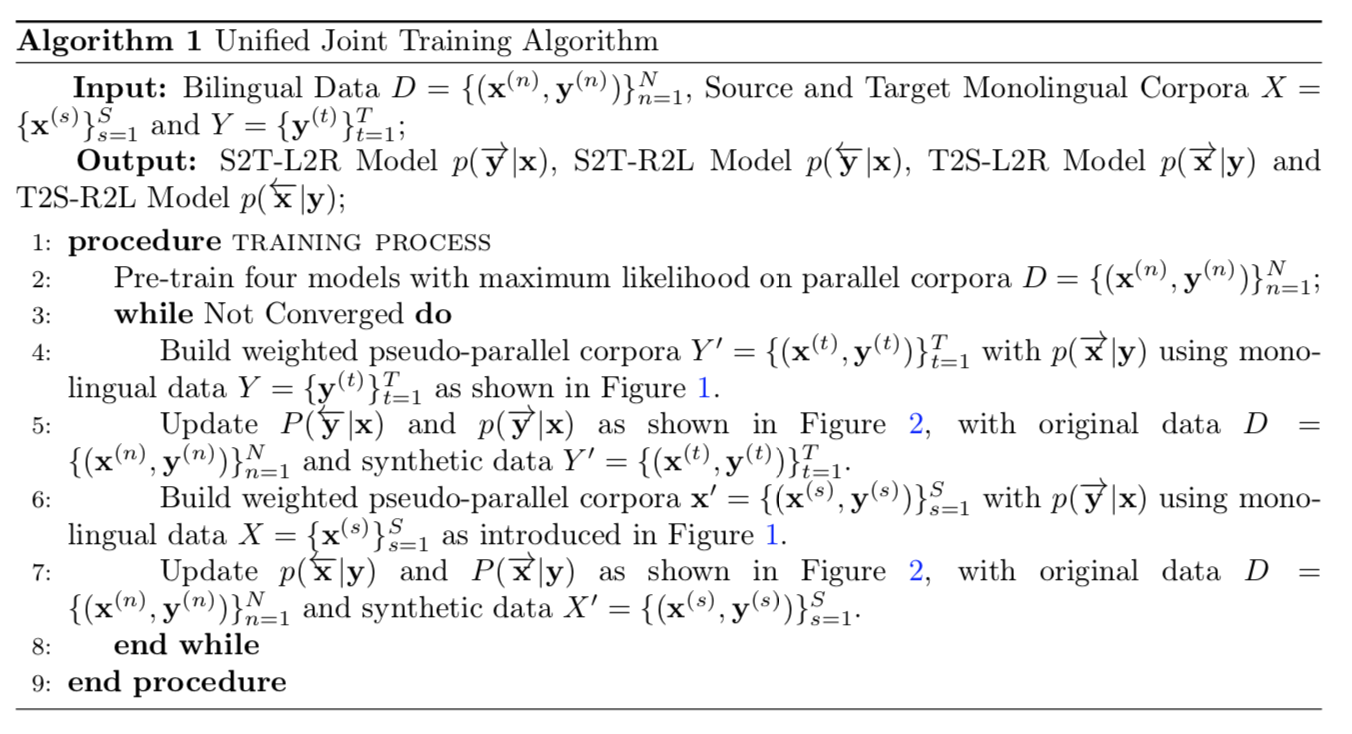 Algorithm 1 Unified Joint Training Algorithm
Input: Bilingual Data $D = \{(\mathbf{x}^{(n)}, \mathbf{y}^{(n)})\}_{n=1}^{N}$, Source and Target Monolingual Corpora $X =$
$\{\mathbf{x}^{(s)}\}_{s=1}^{S}$ and $Y = \{\mathbf{y}^{(t)}\}_{t=1}^{T}$;
Output: S2T-L2R Model $p(\overrightarrow{\mathbf{y}}|\mathbf{x})$, S2T-R2L Model $p(\overleftarrow{\mathbf{y}}|\mathbf{x})$, T2S-L2R Model $p(\overrightarrow{\mathbf{x}}|\mathbf{y})$ and
T2S-R2L Model $p(\overleftarrow{\mathbf{x}}|\mathbf{y})$;
1: procedure TRAINING PROCESS
2: Pre-train four models with maximum likelihood on parallel corpora $D = \{(\mathbf{x}^{(n)}, \mathbf{y}^{(n)})\}_{n=1}^{N}$;
3: while Not Converged do
4: Build weighted pseudo-parallel corpora $Y' = \{(\mathbf{x}^{(t)}, \mathbf{y}^{(t)})\}_{t=1}^{T}$ with $p(\overrightarrow{\mathbf{x}}|\mathbf{y})$ using mono-
lingual data $Y = \{\mathbf{y}^{(t)}\}_{t=1}^{T}$ as shown in Figure 1.
5: Update $P(\overleftarrow{\mathbf{y}}|\mathbf{x})$ and $p(\overrightarrow{\mathbf{y}}|\mathbf{x})$ as shown in Figure 2, with original data $D =$
$\{(\mathbf{x}^{(n)}, \mathbf{y}^{(n)})\}_{n=1}^{N}$ and synthetic data $Y' = \{(\mathbf{x}^{(t)}, \mathbf{y}^{(t)})\}_{t=1}^{T}$.
6: Build weighted pseudo-parallel corpora $\mathbf{x}' = \{(\mathbf{x}^{(s)}, \mathbf{y}^{(s)})\}_{s=1}^{S}$ with $p(\overrightarrow{\mathbf{y}}|\mathbf{x})$ using mono-
lingual data $X = \{\mathbf{x}^{(s)}\}_{s=1}^{S}$ as introduced in Figure 1.
7: Update $p(\overleftarrow{\mathbf{x}}|\mathbf{y})$ and $P(\overrightarrow{\mathbf{x}}|\mathbf{y})$ as shown in Figure 2, with original data $D =$
$\{(\mathbf{x}^{(n)}, \mathbf{y}^{(n)})\}_{n=1}^{N}$ and synthetic data $X' = \{(\mathbf{x}^{(s)}, \mathbf{y}^{(s)})\}_{s=1}^{S}$.
8: end while
9: end procedure